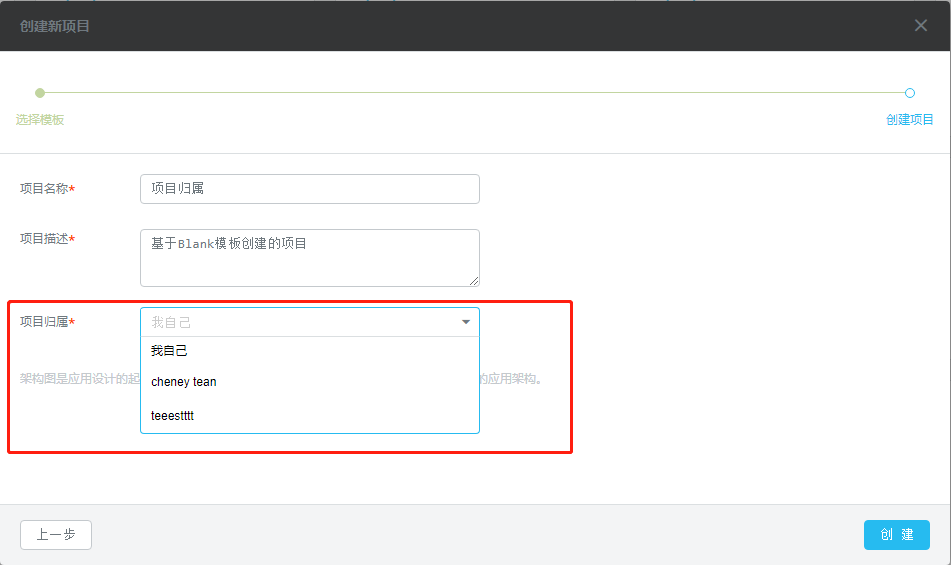 创建新项目
选择模板
创建项目
项目名称*
项目归属
项目描述*
基于Blank模板创建的项目
项目归属*
我自己
我自己
架构图是应用设计的起
的应用架构。
cheney tean
teeestttt
上一步
创 建